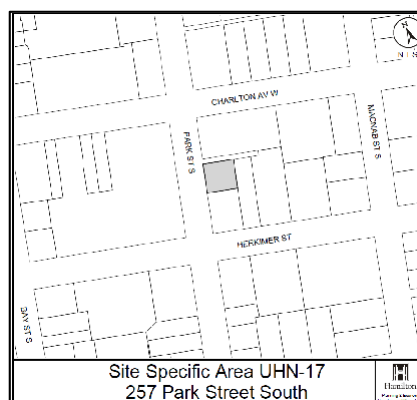 N.T.S
CHARLTON AV W
MACNAB ST S
PARK ST S
HERKIMER ST
BAY ST S
Site Specific Area UHN-17
257 Park Street South
Hamilton